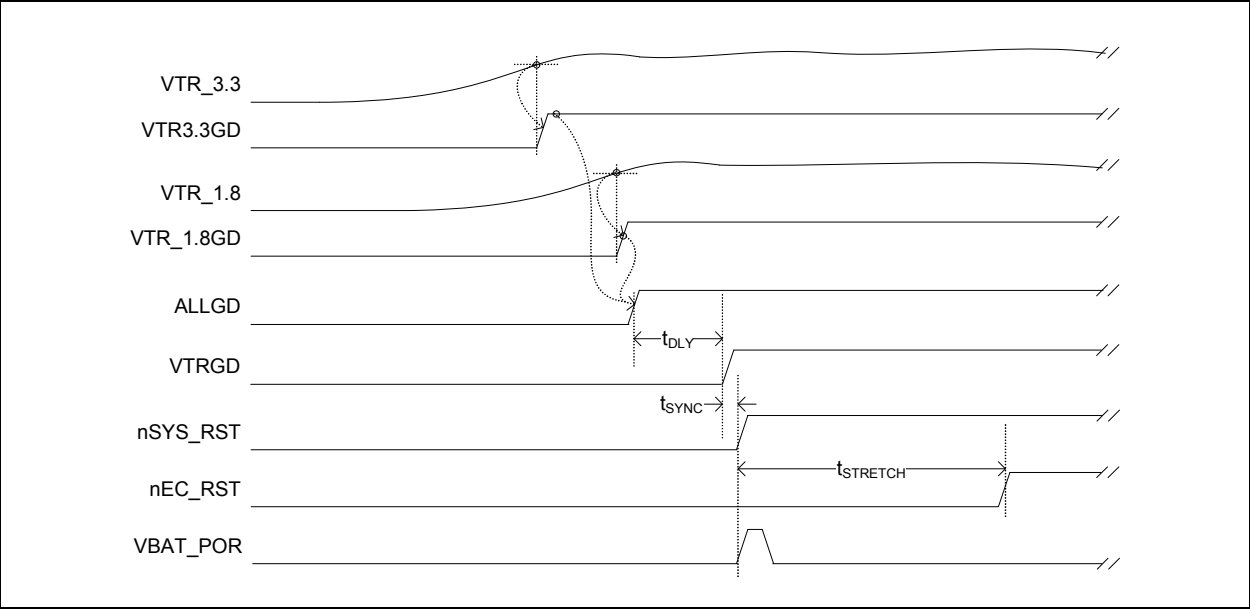 VTR_3.3
VTR3.3GD
VTR_1.8
VTR_1.8GD
ALLGD
tDLY
VTRGD
tSYNC
nSYS_RST
tSTRETCH
nEC_RST
VBAT_POR